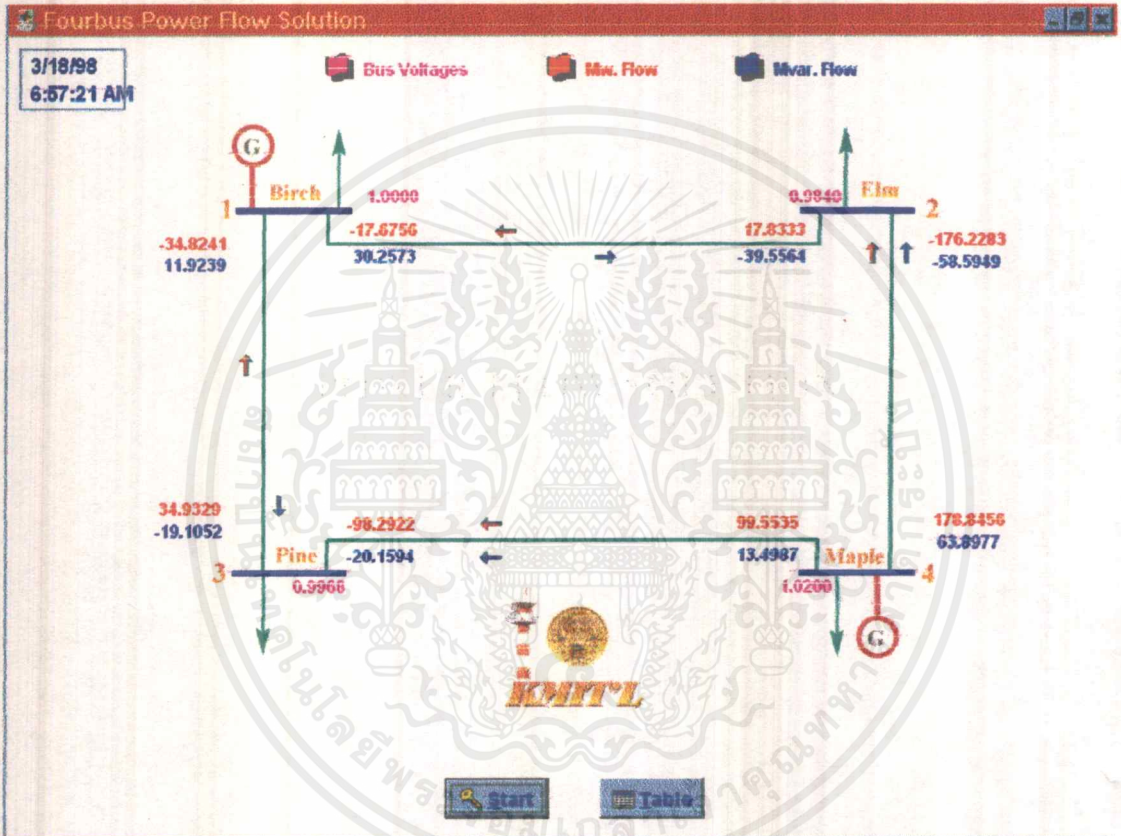 Fourbus Power Flow Solution
3/18/98
6:57:21 AM
Bus Voltages
Mw. Flow
Mvar. Flow
G
Birch
1.0000
0.9840
Elm
1
2
-34.8241
11.9239
-17.6756
30.2573
17.8333
-39.5564
-176.2283
-58.5949
34.9329
-19.1052
-98.2922
-20.1594
99.5535
13.4987
178.8456
63.8977
3
Pine
0.9966
1.0200
Maple
4
G
KMIT'L
Start
Table